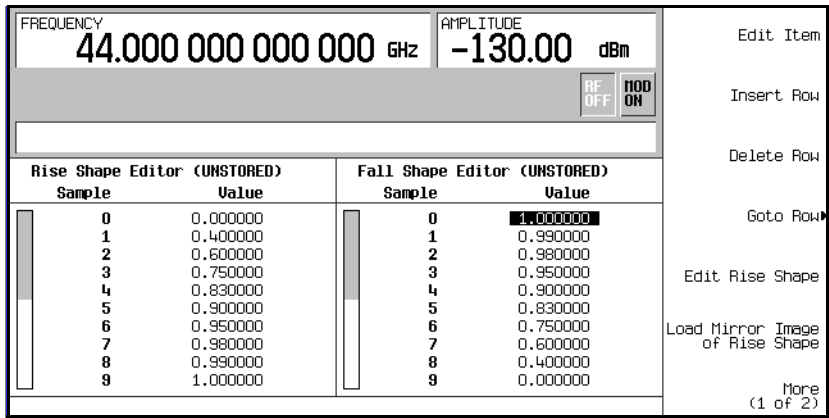 FREQUENCY
44.000 000 000 000 GHz
AMPLITUDE
-130.00 dBm
RF OFF
MOD ON
Rise Shape Editor (UNSTORED)
Sample Value
0 0.000000
1 0.400000
2 0.600000
3 0.750000
4 0.830000
5 0.900000
6 0.950000
7 0.980000
8 0.990000
9 1.000000
Fall Shape Editor (UNSTORED)
Sample Value
0 1.000000
1 0.990000
2 0.980000
3 0.950000
4 0.900000
5 0.830000
6 0.750000
7 0.600000
8 0.400000
9 0.000000
Edit Item
Insert Row
Delete Row
Goto Row
Edit Rise Shape
Load Mirror Image
of Rise Shape
More
(1 of 2)